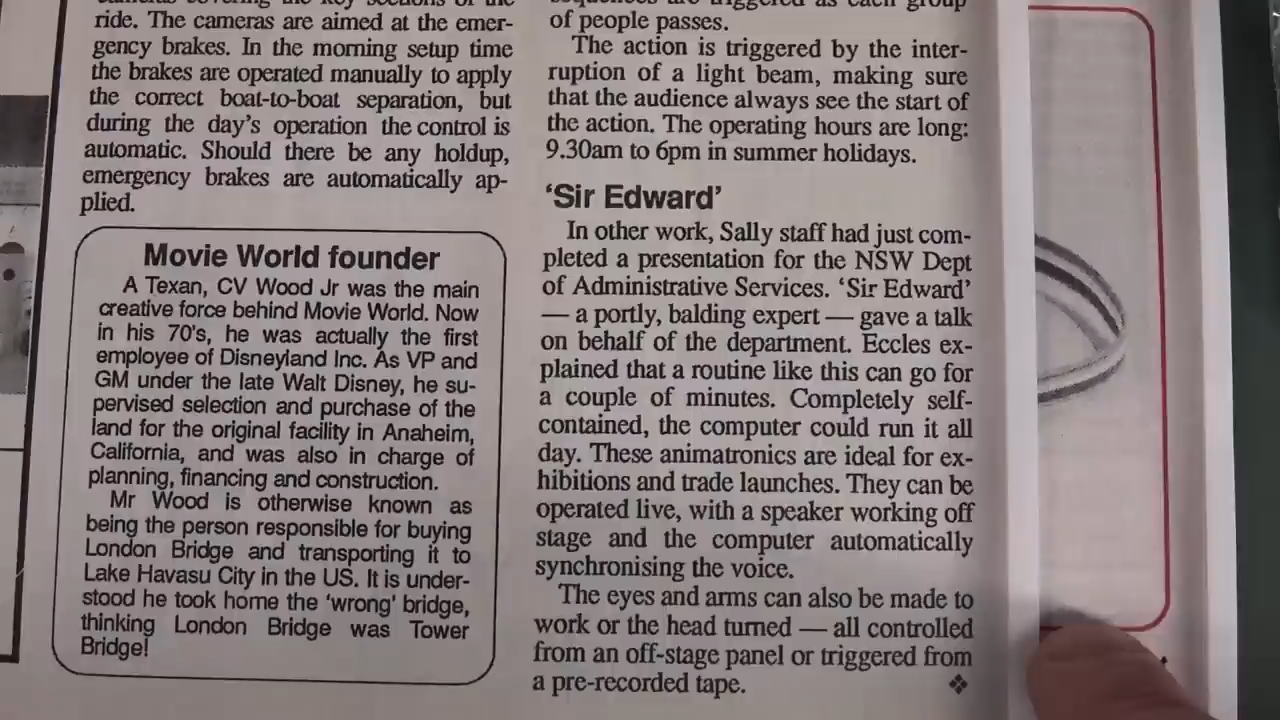 ride. The cameras are aimed at the emer-
gency brakes. In the morning setup time
the brakes are operated manually to apply
the correct boat-to-boat separation, but
during the day's operation the control is
automatic. Should there be any holdup,
emergency brakes are automatically ap-
plied.
Movie World founder
A Texan, CV Wood Jr was the main
creative force behind Movie World. Now
in his 70's, he was actually the first
employee of Disneyland Inc. As VP and
GM under the late Walt Disney, he su-
pervised selection and purchase of the
land for the original facility in Anaheim,
California, and was also in charge of
planning, financing and construction.
Mr Wood is otherwise known as
being the person responsible for buying
London Bridge and transporting it to
Lake Havasu City in the US. It is under-
stood he took home the 'wrong' bridge,
thinking London Bridge was Tower
Bridge!
sequences are triggered as each group
of people passes.
The action is triggered by the inter-
ruption of a light beam, making sure
that the audience always see the start of
the action. The operating hours are long:
9.30am to 6pm in summer holidays.
'Sir Edward'
In other work, Sally staff had just com-
pleted a presentation for the NSW Dept
of Administrative Services. 'Sir Edward'
— a portly, balding expert — gave a talk
on behalf of the department. Eccles ex-
plained that a routine like this can go for
a couple of minutes. Completely self-
contained, the computer could run it all
day. These animatronics are ideal for ex-
hibitions and trade launches. They can be
operated live, with a speaker working off
stage and the computer automatically
synchronising the voice.
The eyes and arms can also be made to
work or the head turned — all controlled
from an off-stage panel or triggered from
a pre-recorded tape. ❖